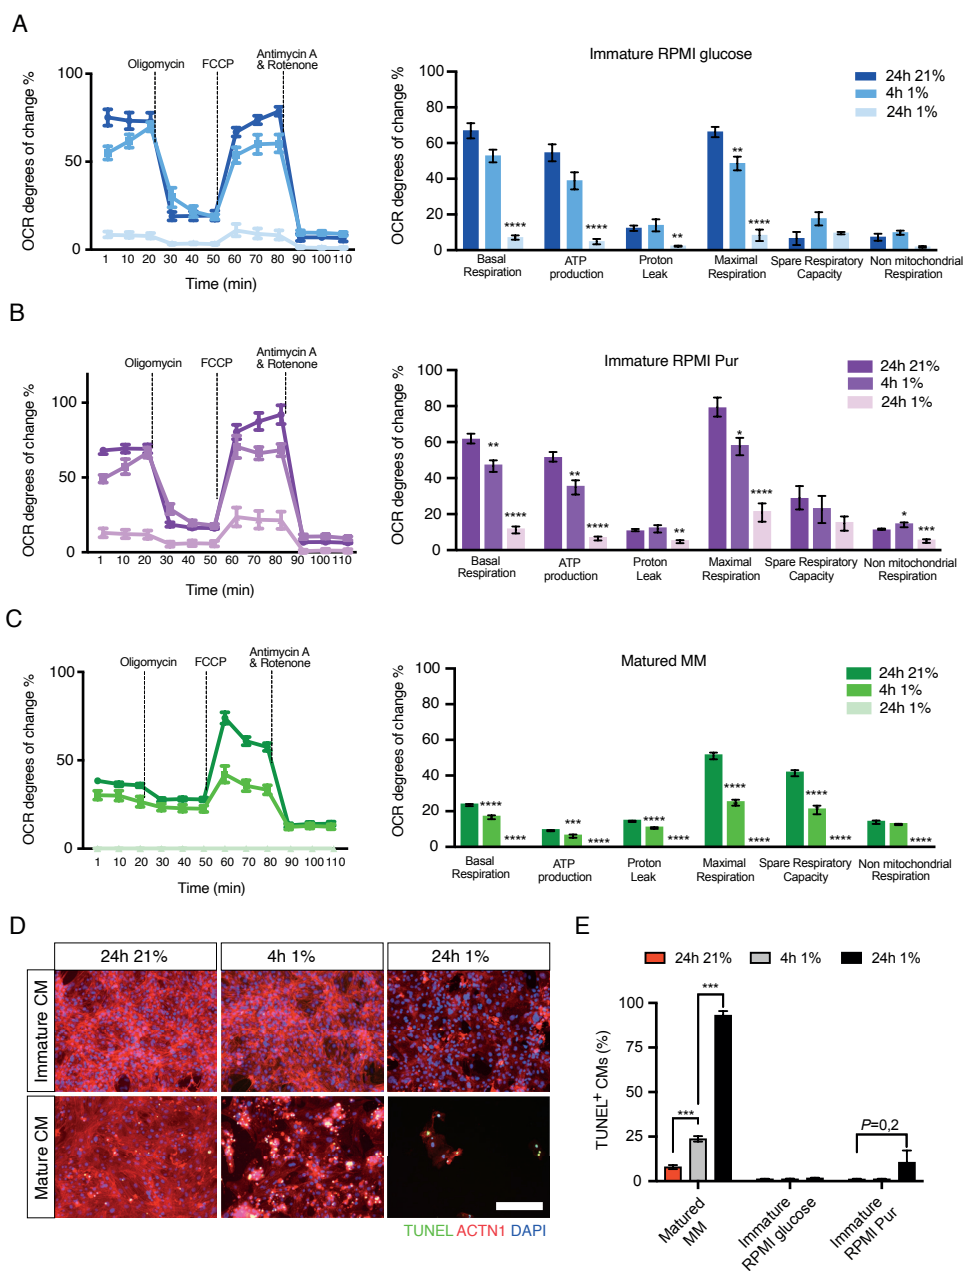 A
Oligomycin FCCP Antimycin A & Rotenone
OCR degrees of change %
100
50
0
1 10 20 30 40 50 60 70 80 90 100 110
Time (min)
Immature RPMI glucose
24h 21%
4h 1%
24h 1%
OCR degrees of change %
100
80
60
40
20
0
**** **** ** ** **** 
Basal Respiration
ATP production
Proton Leak
Maximal Respiration
Spare Respiratory Capacity
Non mitochondrial Respiration
B
Oligomycin FCCP Antimycin A & Rotenone
OCR degrees of change %
100
50
0
1 10 20 30 40 50 60 70 80 90 100 110
Time (min)
Immature RPMI Pur
24h 21%
4h 1%
24h 1%
OCR degrees of change %
100
80
60
40
20
0
** **** ** **** ** * **** * ***
Basal Respiration
ATP production
Proton Leak
Maximal Respiration
Spare Respiratory Capacity
Non mitochondrial Respiration
C
Oligomycin FCCP Antimycin A & Rotenone
OCR degrees of change %
100
50
0
1 10 20 30 40 50 60 70 80 90 100 110
Time (min)
Matured MM
24h 21%
4h 1%
24h 1%
OCR degrees of change %
100
80
60
40
20
0
**** **** *** **** **** **** **** **** **** **** ****
Basal Respiration
ATP production
Proton Leak
Maximal Respiration
Spare Respiratory Capacity
Non mitochondrial Respiration
D
24h 21% 4h 1% 24h 1%
Immature CM
Mature CM
TUNEL ACTN1 DAPI
E
24h 21% 4h 1% 24h 1%
TUNEL+ CMs (%)
100
75
50
25
0
***
***
P=0,2
Matured MM
Immature RPMI glucose
Immature RPMI Pur